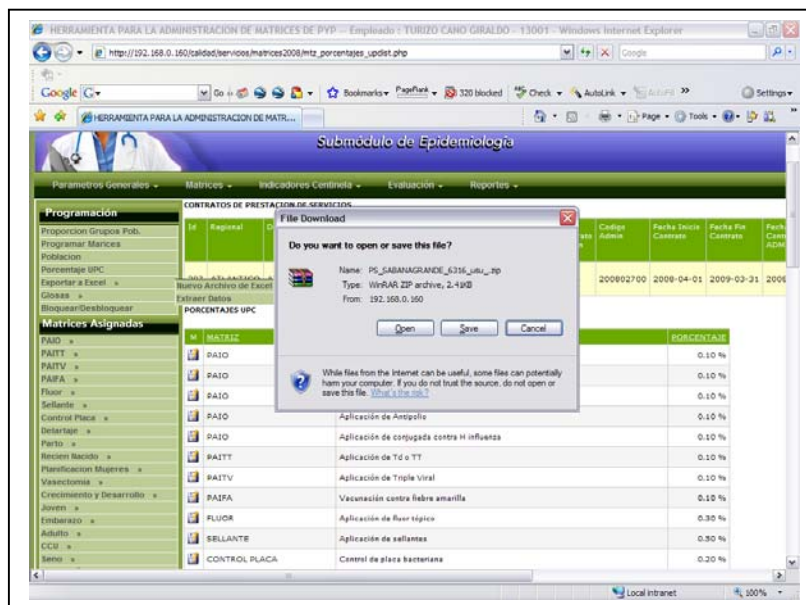 HERRAMIENTA PARA LA ADMINISTRACION DE MATRICES DE PYP -- Empleado : TURIZO CANO GIRALDO - 13001 - Windows Internet Explorer
http://192.168.0.160/calidad/servicios/matrices2008/mtz_porcentajes_updlist.php
Google
Google
Go
Bookmarks
PageRank
320 blocked
Check
AutoLink
AutoFill
Settings
HERRAMIENTA PARA LA ADMINISTRACION DE MATR...
Page
Tools
Submódulo de Epidemiología
Parametros Generales
Matrices
Indicadores Centinela
Evaluación
Reportes
Programación
Proporcion Grupos Pob.
Programar Marices
Poblacion
Porcentaje UPC
Exportar a Excel »
Glosas »
Bloquear/Desbloquear
Nuevo Archivo de Excel
Extraer Datos
Matrices Asignadas
PAIO »
PAITT »
PAITV »
PAIFA »
Fluor »
Sellante »
Control Placa »
Detartaje »
Parto »
Recien Nacido »
Planificacion Mujeres »
Vasectomia »
Crecimiento y Desarrollo »
Joven »
Embarazo »
Adulto »
CCU »
Seno »
CONTRATOS DE PRESTACION DE SERVICIOS
Id Regional Codigo Admin Fecha Inicio Contrato Fecha Fin Contrato
200802700 2008-04-01 2009-03-31
File Download
Do you want to open or save this file?
Name: PS_SABANAGRANDE_6316_usu_.zip
Type: WinRAR ZIP archive, 2.41KB
From: 192.168.0.160
Open Save Cancel
While files from the Internet can be useful, some files can potentially
harm your computer. If you do not trust the source, do not open or
save this file. What's the risk?
PORCENTAJES UPC
M MATRIZ PORCENTAJE
PAIO 0.10 %
PAIO 0.10 %
PAIO 0.10 %
PAIO Aplicación de Antipolio 0.10 %
PAIO Aplicación de conjugada contra H influenza 0.10 %
PAITT Aplicación de Td o TT 0.10 %
PAITV Aplicación de Triple Viral 0.10 %
PAIFA Vacunación contra fiebre amarilla 0.10 %
FLUOR Aplicación de fluor tópico 0.30 %
SELLANTE Aplicación de sellantes 0.50 %
CONTROL PLACA Control de placa bacteriana 0.20 %
Local intranet
100%